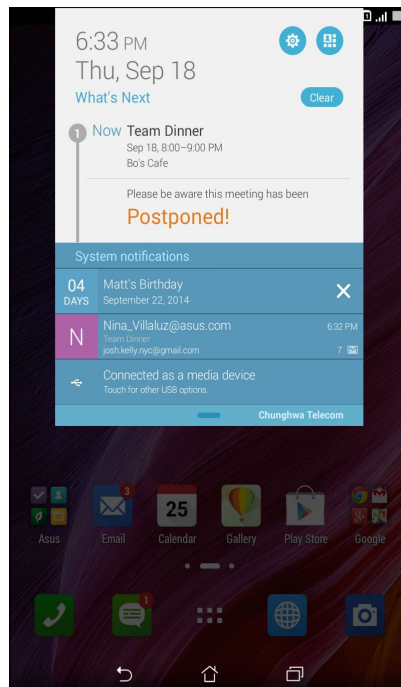 6:33 PM
Thu, Sep 18
What's Next
Clear
1 Now Team Dinner
Sep 18, 8:00–9:00 PM
Bo's Cafe
Please be aware this meeting has been
Postponed!
System notifications
04 DAYS
Matt's Birthday
September 22, 2014
N
Nina_Villaluz@asus.com 6:32 PM
Team Dinner
josh.kelly.nyc@gmail.com 7
Connected as a media device
Touch for other USB options.
Chunghwa Telecom
3
25
Asus Email Calendar Gallery Play Store Google
1